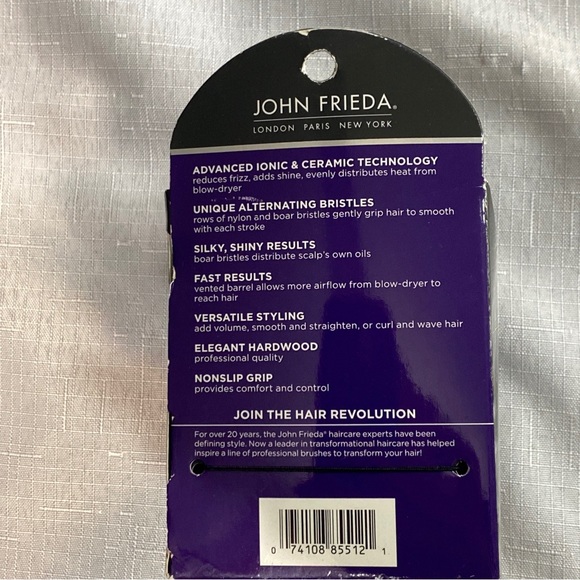 JOHN FRIEDA®
LONDON PARIS NEW YORK
ADVANCED IONIC & CERAMIC TECHNOLOGY
reduces frizz, adds shine, evenly distributes heat from
blow-dryer
UNIQUE ALTERNATING BRISTLES
rows of nylon and boar bristles gently grip hair to smooth
with each stroke
SILKY, SHINY RESULTS
boar bristles distribute scalp's own oils
FAST RESULTS
vented barrel allows more airflow from blow-dryer to
reach hair
VERSATILE STYLING
add volume, smooth and straighten, or curl and wave hair
ELEGANT HARDWOOD
professional quality
NONSLIP GRIP
provides comfort and control
JOIN THE HAIR REVOLUTION
For over 20 years, the John Frieda® haircare experts have been
defining style. Now a leader in transformational haircare has helped
inspire a line of professional brushes to transform your hair!
0 74108 85512 1